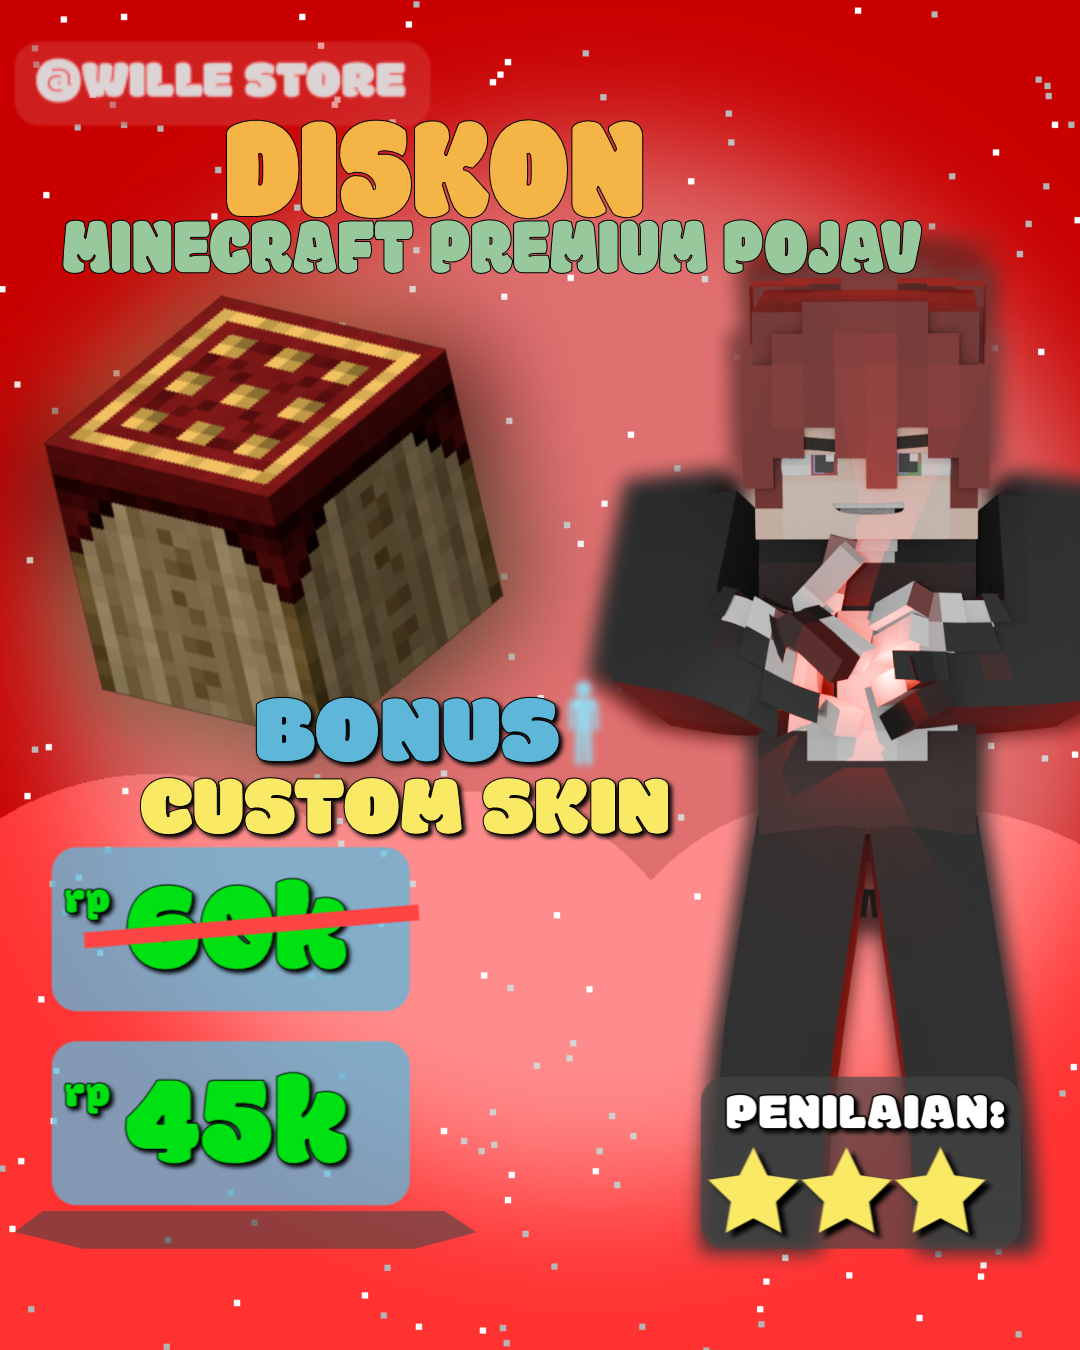 @WILLE STORE
DISKON
MINECRAFT PREMIUM POJAV
BONUS
CUSTOM SKIN
rp 60k
rp 45k
PENILAIAN: